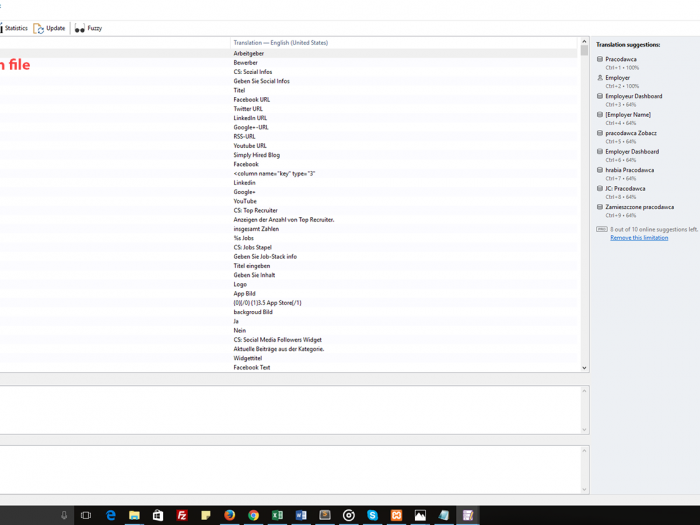 Statistics Update Fuzzy
n file
Translation — English (United States)
Arbeitgeber
Bewerber
CS: Sozial Infos
Geben Sie Social Infos
Titel
Facebook URL
Twitter URL
LinkedIn URL
Google+-URL
RSS-URL
Youtube URL
Simply Hired Blog
Facebook
<column name="key" type="3"
Linkedin
Google+
YouTube
CS: Top Recruiter
Anzeigen der Anzahl von Top Recruiter.
insgesamt Zahlen
%s Jobs
CS: Jobs Stapel
Geben Sie Job-Stack info
Titel eingeben
Geben Sie Inhalt
Logo
App Bild
{0}{/0} {1}3.5 App Store{/1}
backgroud Bild
Ja
Nein
CS: Social Media Followers Widget
Aktuelle Beiträge aus der Kategorie.
Widgettitel
Facebook Text
Translation suggestions:
Pracodawca
Ctrl+1 • 100%
Employer
Ctrl+2 • 100%
Employeur Dashboard
Ctrl+3 • 64%
[Employer Name]
Ctrl+4 • 64%
pracodawca Zobacz
Ctrl+5 • 64%
Employer Dashboard
Ctrl+6 • 64%
hrabia Pracodawca
Ctrl+7 • 64%
JC: Pracodawca
Ctrl+8 • 64%
Zamieszczone pracodawca
Ctrl+9 • 64%
PRO 8 out of 10 online suggestions left.
Remove this limitation